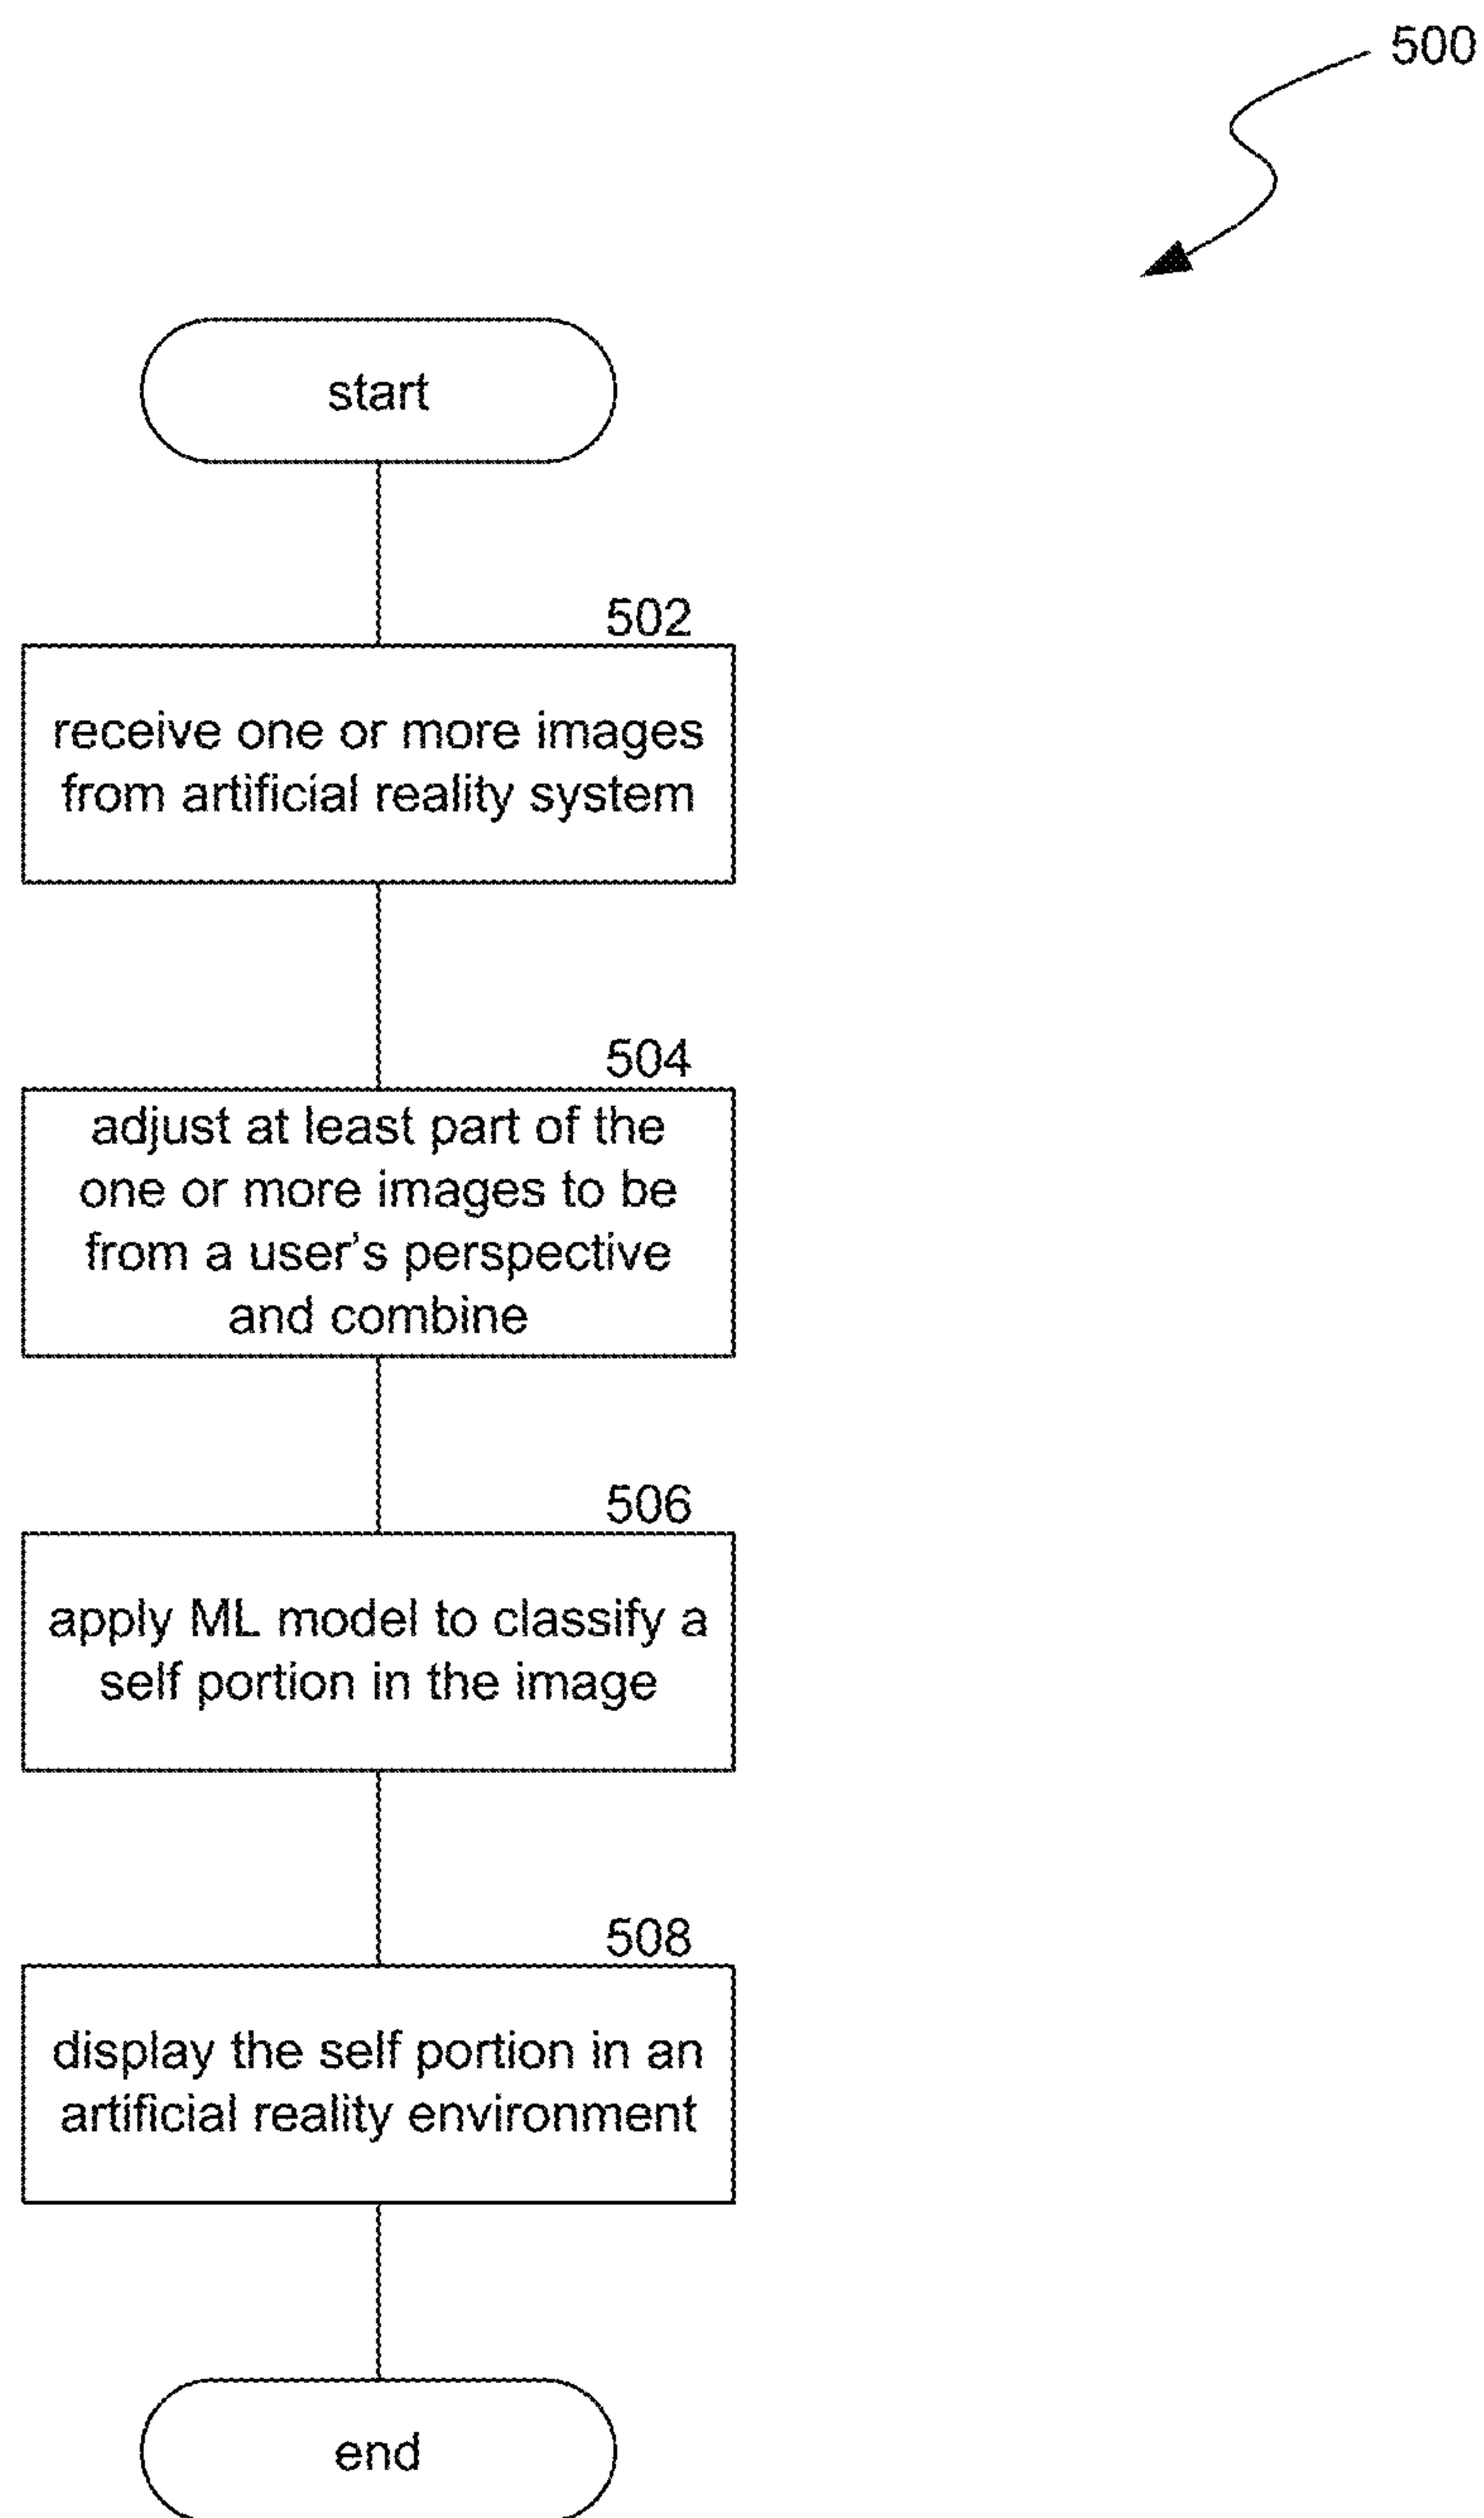 500
start
502
receive one or more images
from artificial reality system
504
adjust at least part of the
one or more images to be
from a user's perspective
and combine
506
apply ML model to classify a
self portion in the image
508
display the self portion in an
artificial reality environment
end